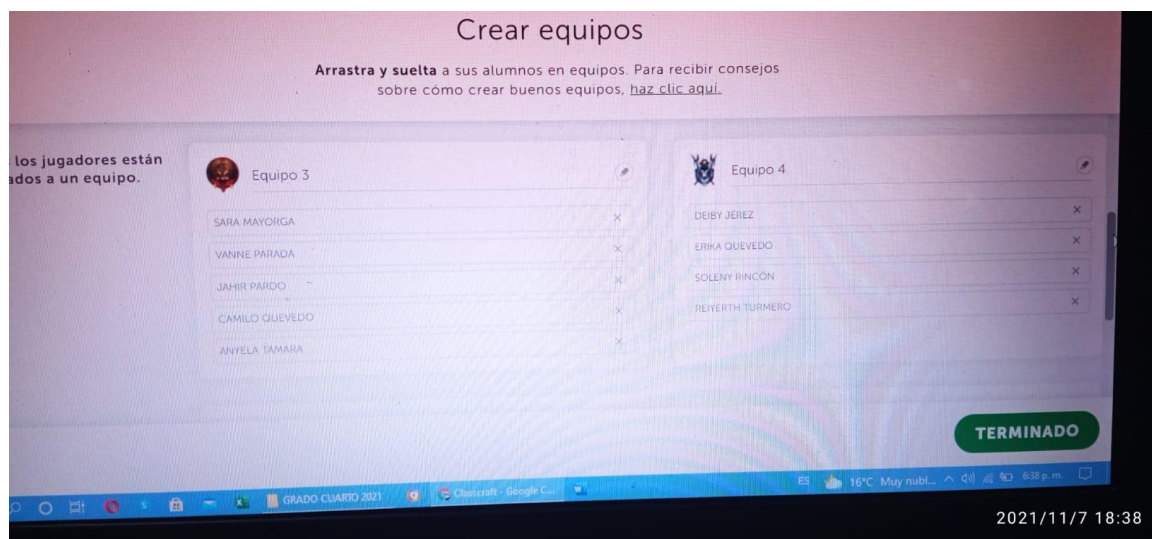 Crear equipos
Arrastra y suelta a sus alumnos en equipos. Para recibir consejos
sobre cómo crear buenos equipos, haz clic aquí.
los jugadores están
ados a un equipo.
Equipo 3
SARA MAYORGA
VANNE PARADA
JAHIR PARDO
CAMILO QUEVEDO
ANYELA TAMARA
Equipo 4
DEIBY JÉREZ
ERIKA QUEVEDO
SOLENY RINCÓN
REIYERTH TURMERO
TERMINADO
GRADO CUARTO 2021
Classcraft - Google C...
ES 16°C Muy nubl... 6:38 p. m.
2021/11/7 18:38